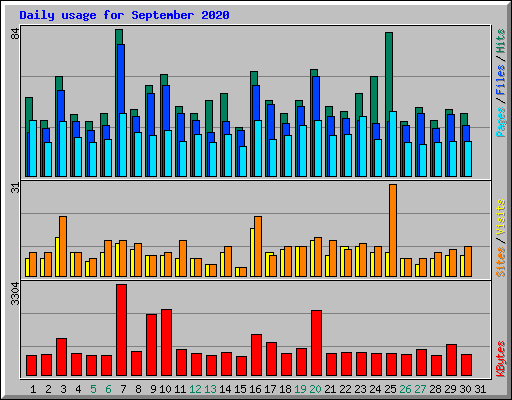 Daily usage for September 2020
84
Pages / Files / Hits
31
Sites / Visits
3304
KBytes
1 2 3 4 5 6 7 8 9 10 11 12 13 14 15 16 17 18 19 20 21 22 23 24 25 26 27 28 29 30 31